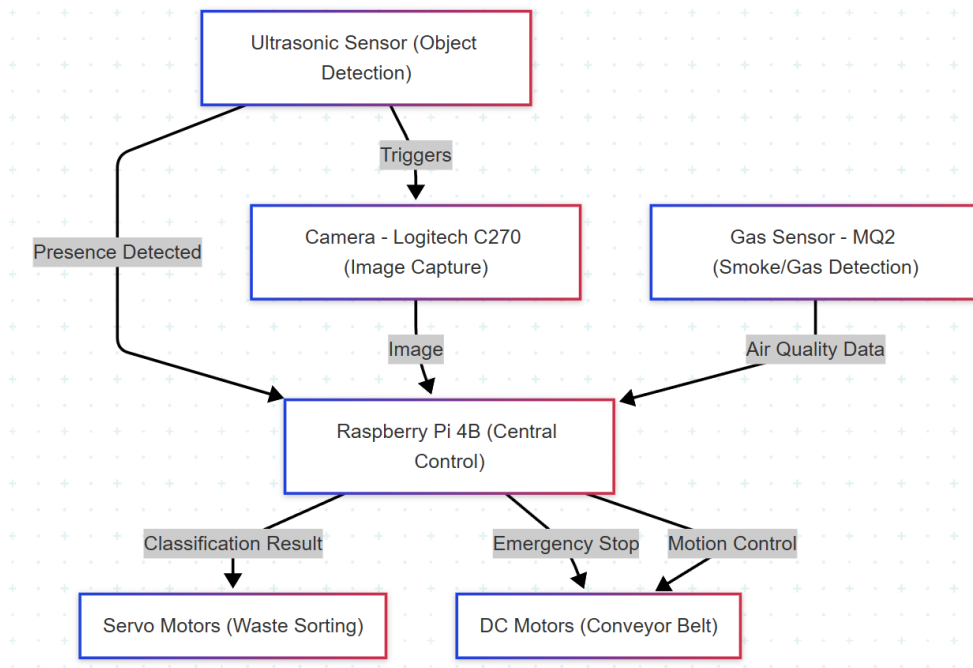 Ultrasonic Sensor (Object
Detection)
Triggers
Presence Detected
Camera - Logitech C270
(Image Capture)
Gas Sensor - MQ2
(Smoke/Gas Detection)
Image
Air Quality Data
Raspberry Pi 4B (Central
Control)
Classification Result
Emergency Stop
Motion Control
Servo Motors (Waste Sorting)
DC Motors (Conveyor Belt)